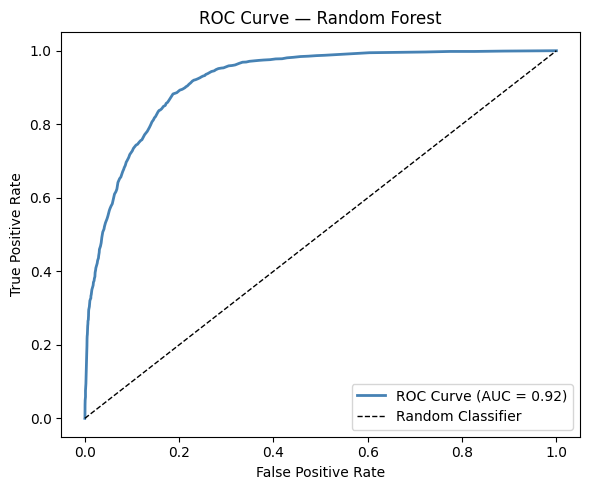 ROC Curve — Random Forest
1.0
0.8
0.6
0.4
0.2
0.0
True Positive Rate
0.0 0.2 0.4 0.6 0.8 1.0
False Positive Rate
ROC Curve (AUC = 0.92)
Random Classifier